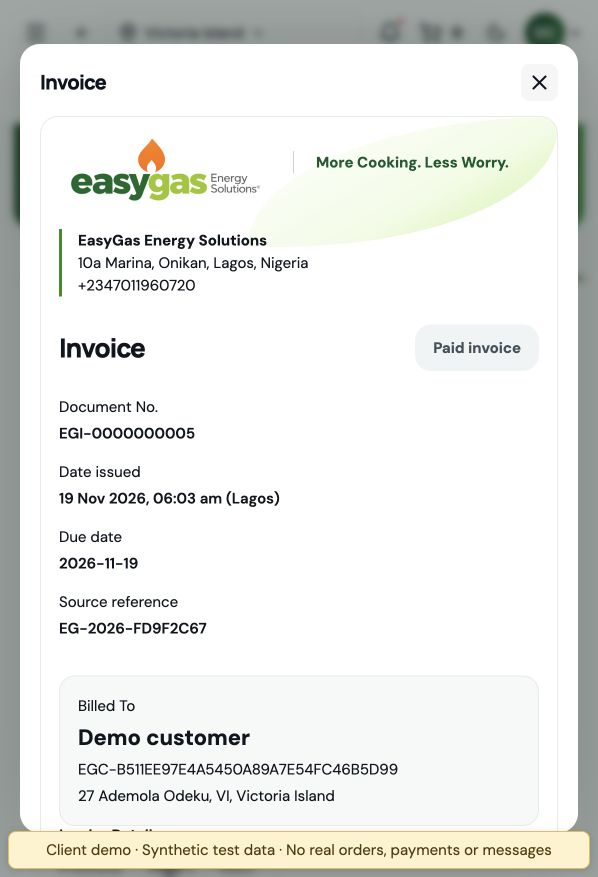 Victoria Island
Invoice
easygas Energy
Solutions®
More Cooking. Less Worry.
EasyGas Energy Solutions
10a Marina, Onikan, Lagos, Nigeria
+2347011960720
Invoice
Paid invoice
Document No.
EGI-0000000005
Date issued
19 Nov 2026, 06:03 am (Lagos)
Due date
2026-11-19
Source reference
EG-2026-FD9F2C67
Billed To
Demo customer
EGC-B511EE97E4A5450A89A7E54FC46B5D99
27 Ademola Odeku, VI, Victoria Island
Client demo · Synthetic test data · No real orders, payments or messages